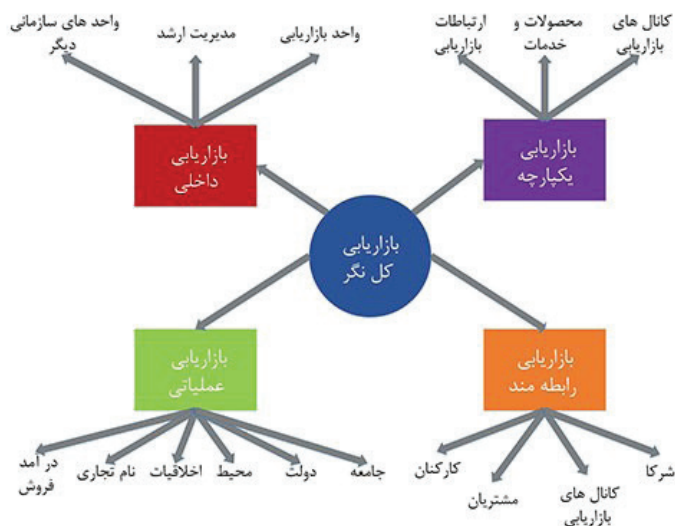 کانال های
بازاریابی
محصولات و
خدمات
ارتباطات
بازاریابی
واحد بازاریابی
مدیریت ارشد
واحد های سازمانی
دیگر
بازاریابی
یکپارچه
بازاریابی
داخلی
بازاریابی
کل نگر
بازاریابی
رابطه مند
بازاریابی
عملیاتی
شرکا
کانال های
بازاریابی
مشتریان
کارکنان
جامعه
دولت
محیط
اخلاقیات
نام تجاری
در آمد
فروش